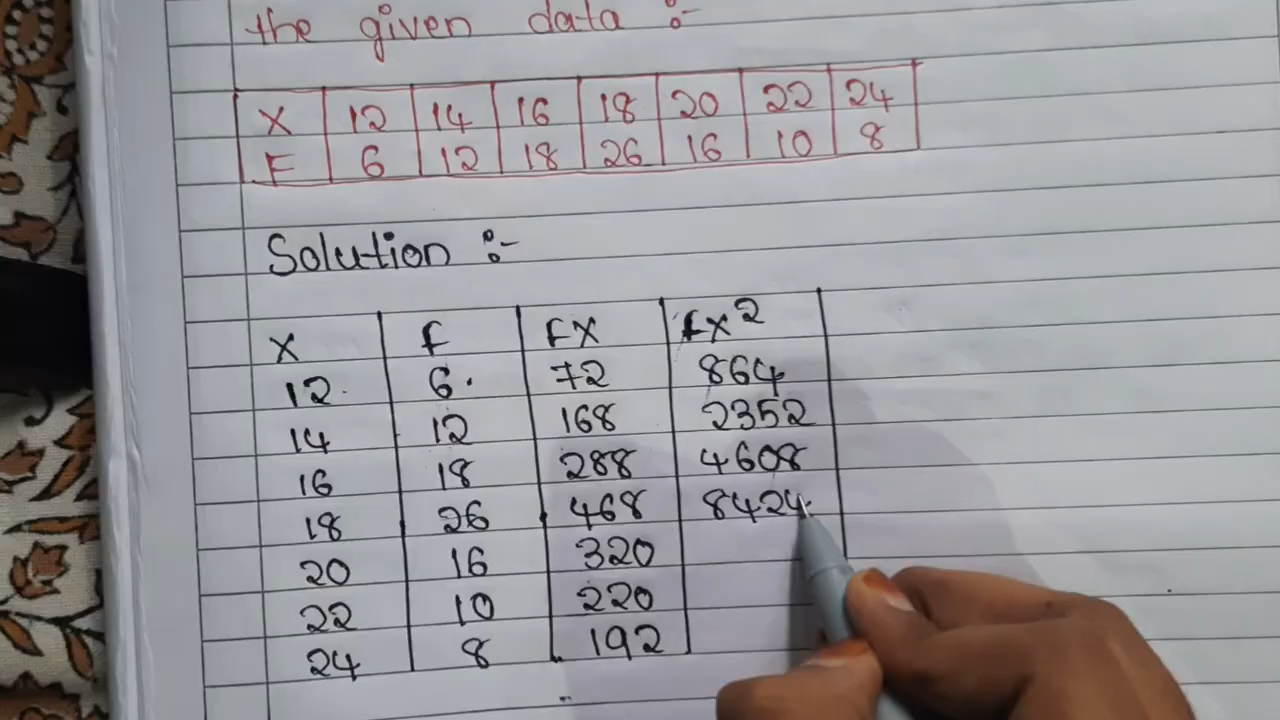 the given data :-
X 12 14 16 18 20 22 24
F 6 12 18 26 16 10 8
Solution :-
X F FX FX²
12 6 72 864
14 12 168 2352
16 18 288 4608
18 26 468 8424
20 16 320
22 10 220
24 8 192